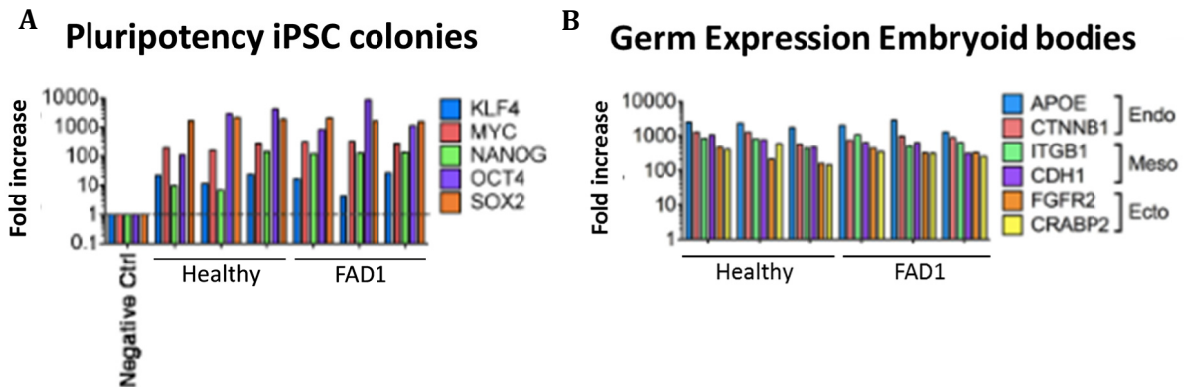 A
Pluripotency iPSC colonies
Fold increase
10000
1000
100
10
1
0.1
KLF4
MYC
NANOG
OCT4
SOX2
Negative Ctrl
Healthy
FAD1
B
Germ Expression Embryoid bodies
Fold increase
10000
1000
100
10
1
APOE
CTNNB1
Endo
ITGB1
CDH1
Meso
FGFR2
CRABP2
Ecto
Healthy
FAD1